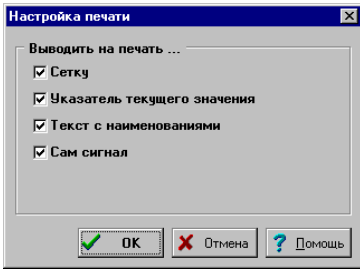 Настройка печати
Выводить на печать ...
Сетку
Указатель текущего значения
Текст с наименованиями
Сам сигнал
OK Отмена ? Помощь